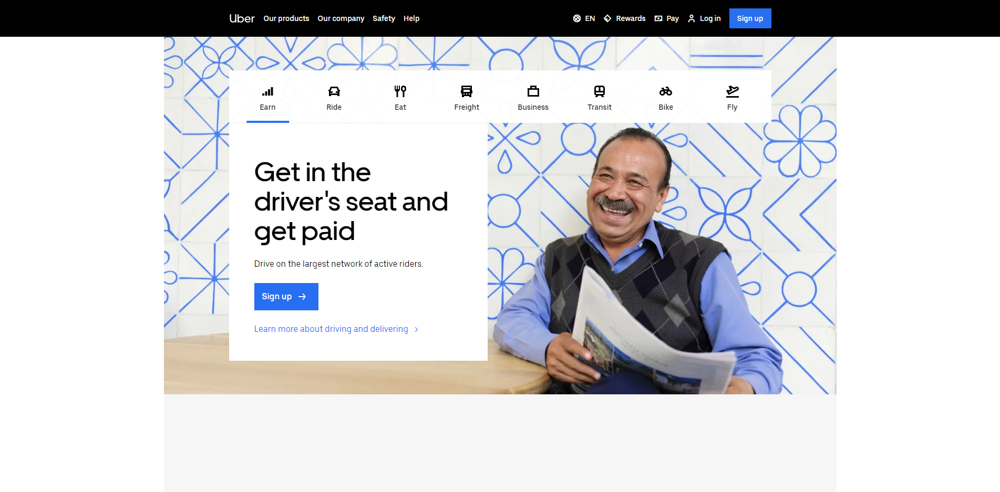 Uber Our products Our company Safety Help EN Rewards Pay Log in Sign up
Earn Ride Eat Freight Business Transit Bike Fly
Get in the
driver's seat and
get paid
Drive on the largest network of active riders.
Sign up
Learn more about driving and delivering